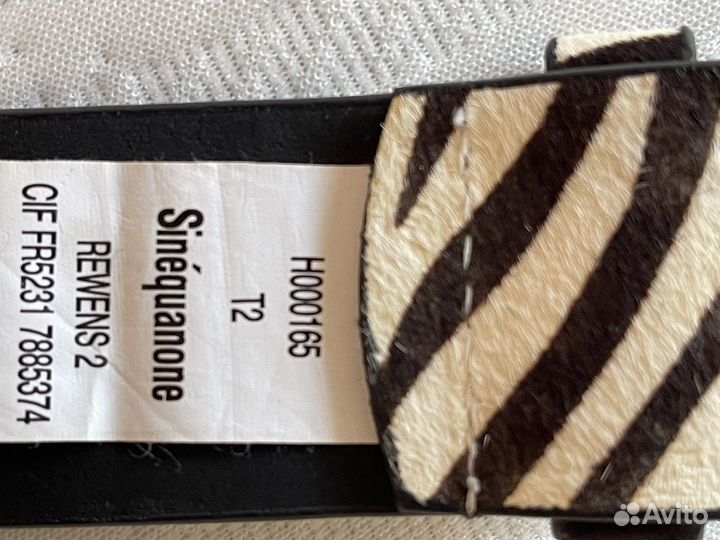 H000165
T2
Sinéquanone
REWENS 2
CIF FR5231 7885374
Avito